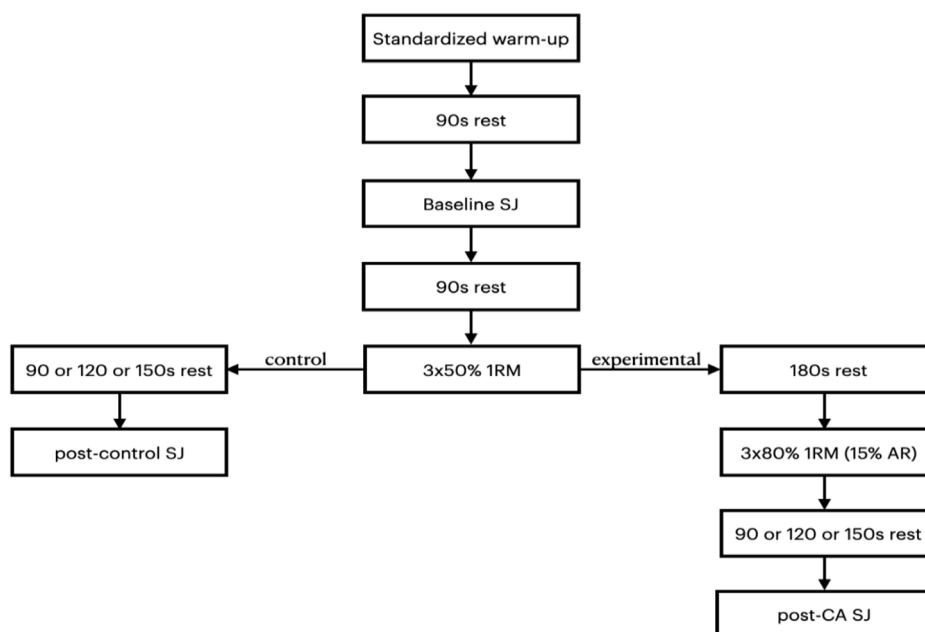 Standardized warm-up
90s rest
Baseline SJ
90s rest
3x50% 1RM
control
experimental
90 or 120 or 150s rest
post-control SJ
180s rest
3x80% 1RM (15% AR)
90 or 120 or 150s rest
post-CA SJ